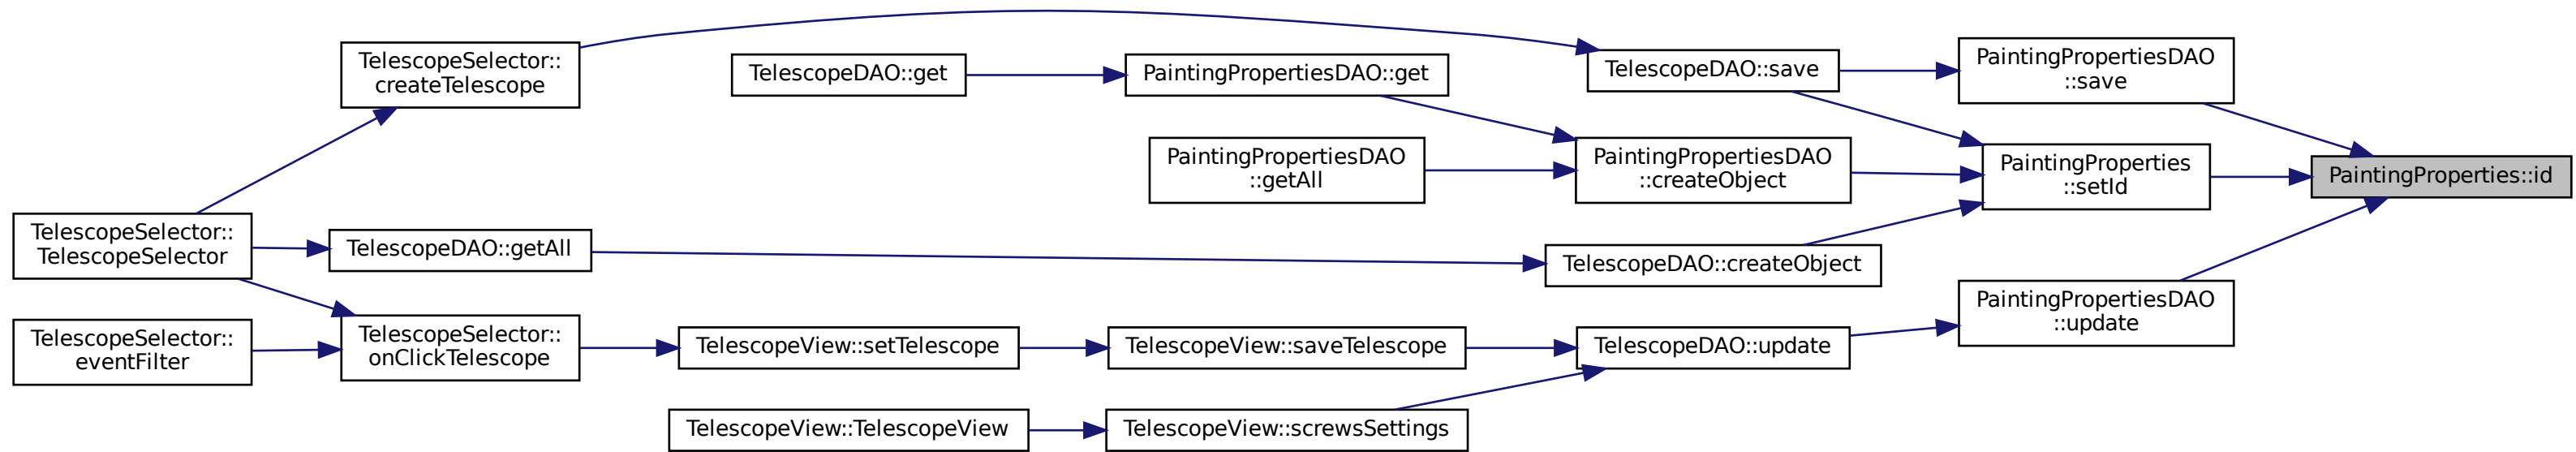 TelescopeSelector::
createTelescope
TelescopeDAO::get
PaintingPropertiesDAO::get
TelescopeDAO::save
PaintingPropertiesDAO
::save
PaintingPropertiesDAO
::getAll
PaintingPropertiesDAO
::createObject
PaintingProperties
::setId
PaintingProperties::id
TelescopeSelector::
TelescopeSelector
TelescopeDAO::getAll
TelescopeDAO::createObject
TelescopeSelector::
eventFilter
TelescopeSelector::
onClickTelescope
TelescopeView::setTelescope
TelescopeView::saveTelescope
TelescopeDAO::update
PaintingPropertiesDAO
::update
TelescopeView::TelescopeView
TelescopeView::screwsSettings